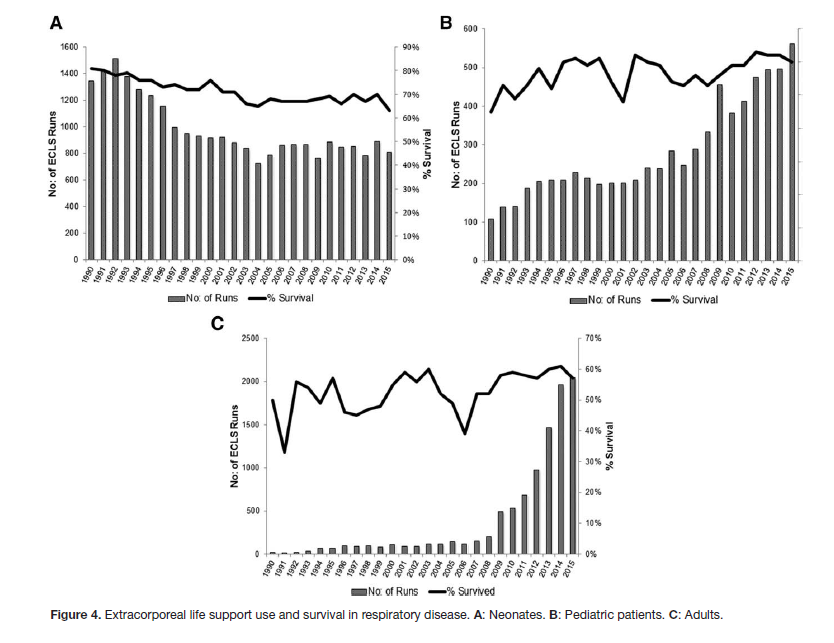 A
No: of ECLS Runs
1600
1400
1200
1000
800
600
400
200
0
90%
80%
70%
60%
50%
40%
30%
20%
10%
0%
% Survival
1990 1991 1992 1993 1994 1995 1996 1997 1998 1999 2000 2001 2002 2003 2004 2005 2006 2007 2008 2009 2010 2011 2012 2013 2014 2015
No: of Runs % Survival
B
No: of ECLS Runs
600
500
400
300
200
100
0
1990 1991 1992 1993 1994 1995 1996 1997 1998 1999 2000 2001 2002 2003 2004 2005 2006 2007 2008 2009 2010 2011 2012 2013 2014 2015
No: of Runs % Survival
C
No: of ECLS Runs
2500
2000
1500
1000
500
0
70%
60%
50%
40%
30%
20%
10%
0%
% Survival
1990 1991 1992 1993 1994 1995 1996 1997 1998 1999 2000 2001 2002 2003 2004 2005 2006 2007 2008 2009 2010 2011 2012 2013 2014 2015
No: of Runs % Survived
Figure 4. Extracorporeal life support use and survival in respiratory disease. A: Neonates. B: Pediatric patients. C: Adults.